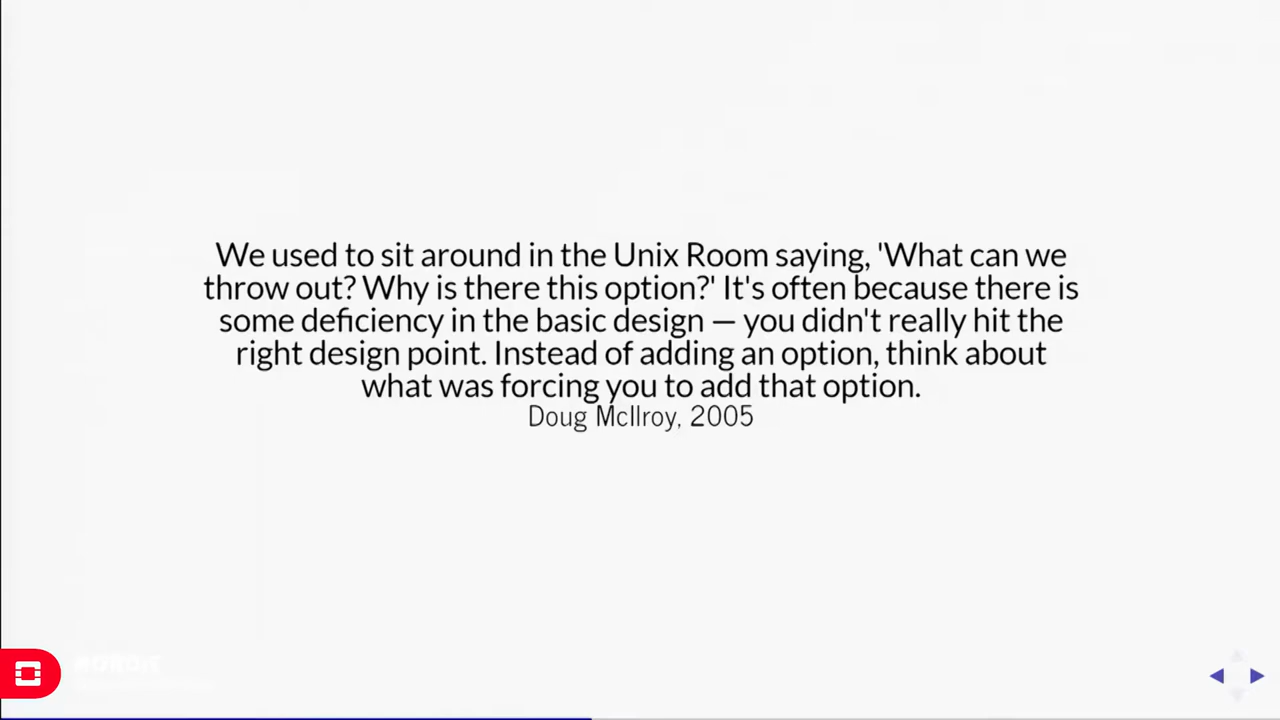 We used to sit around in the Unix Room saying, 'What can we
throw out? Why is there this option?' It's often because there is
some deficiency in the basic design — you didn't really hit the
right design point. Instead of adding an option, think about
what was forcing you to add that option.
Doug McIlroy, 2005